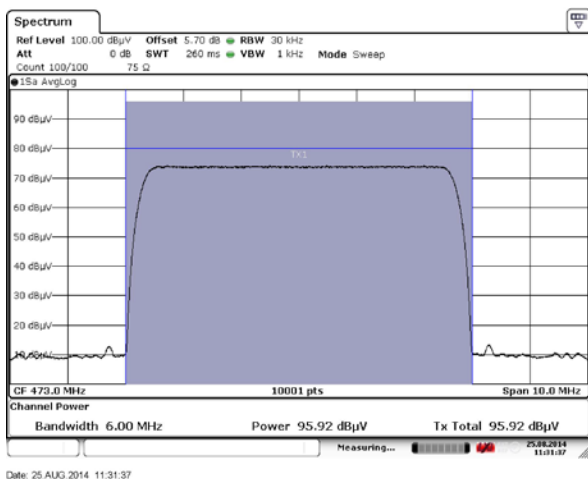 Spectrum
Ref Level 100.00 dBµV Offset 5.70 dB RBW 30 kHz
Att 0 dB SWT 260 ms VBW 1 kHz Mode Sweep
Count 100/100 75 Ω
1Sa AvgLog
90 dBµV
80 dBµV
TX1
70 dBµV
60 dBµV
50 dBµV
40 dBµV
30 dBµV
20 dBµV
10 dBµV
CF 473.0 MHz 10001 pts Span 10.0 MHz
Channel Power
Bandwidth 6.00 MHz Power 95.92 dBµV Tx Total 95.92 dBµV
Measuring... 25.08.2014
11:31:37
Date: 25 AUG 2014 11:31:37